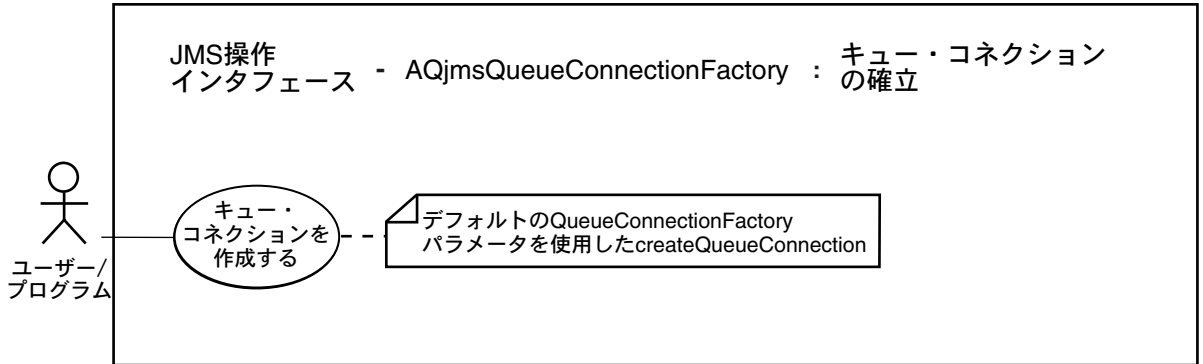 JMS操作
インタフェース - AQjmsQueueConnectionFactory : キュー・コネクション
の確立
キュー・
コネクションを
作成する
デフォルトのQueueConnectionFactory
パラメータを使用したcreateQueueConnection
ユーザー/
プログラム